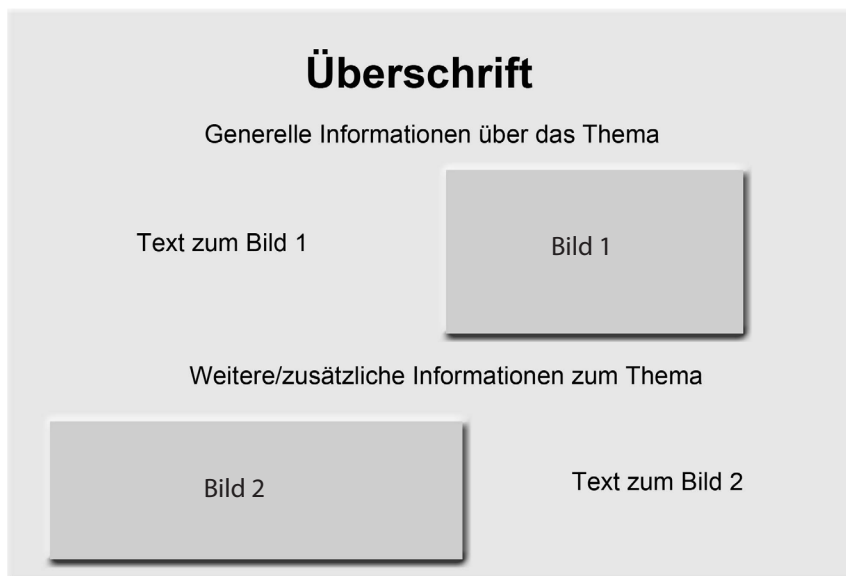 Überschrift
Generelle Informationen über das Thema
Text zum Bild 1
Bild 1
Weitere/zusätzliche Informationen zum Thema
Bild 2
Text zum Bild 2